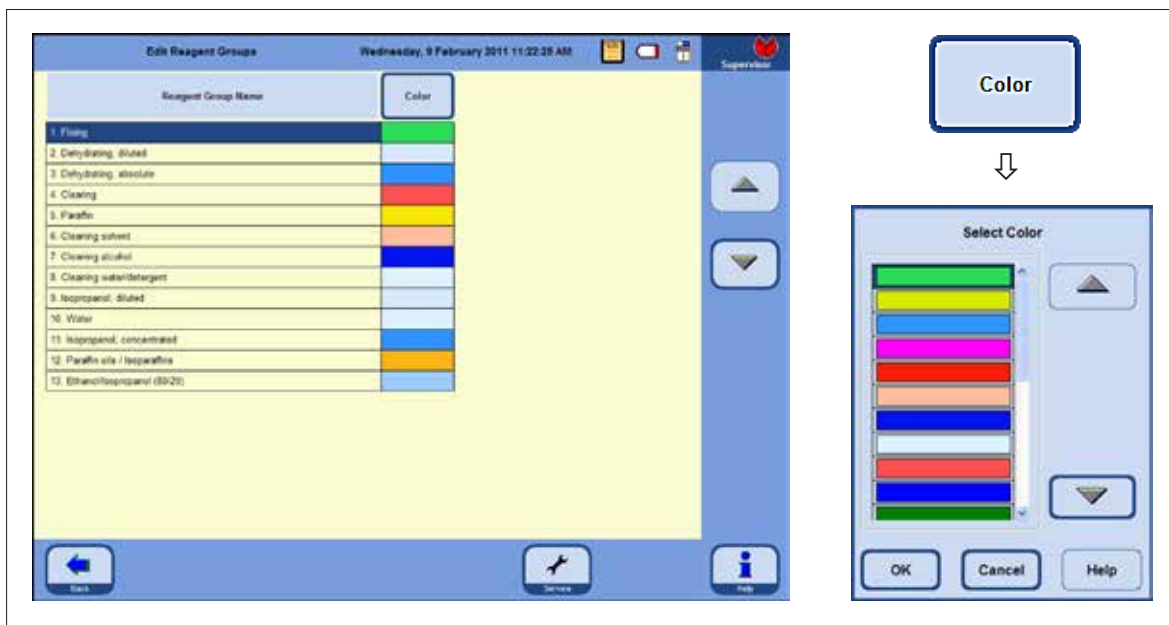 Edit Reagent Groups
Wednesday, 9 February 2011 11:22:25 AM
Supervisor
Reagent Group Name
Color
1. Fixing
2. Dehydrating, diluted
3. Dehydrating, absolute
4. Clearing
5. Paraffin
6. Cleaning solvent
7. Cleaning alcohol
8. Cleaning water/detergent
9. Isopropanol, diluted
10. Water
11. Isopropanol, concentrated
12. Paraffin oils / Isoparaffins
13. Ethanol/Isopropanol (80/20)
Back
Service
Help
Color
Select Color
OK
Cancel
Help